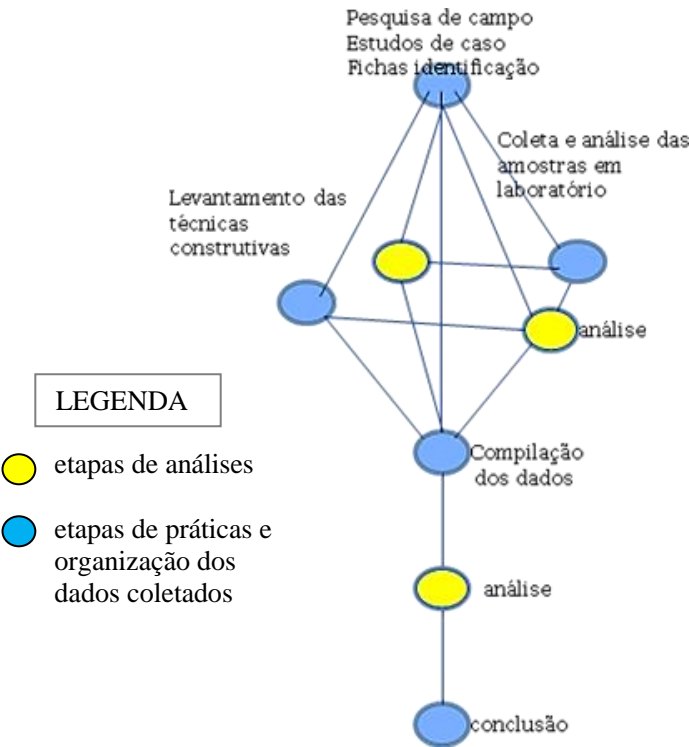 Pesquisa de campo
Estudos de caso
Fichas identificação
Coleta e análise das
amostras em
laboratório
Levantamento das
técnicas
construtivas
análise
LEGENDA
Compilação
dos dados
etapas de análises
etapas de práticas e
organização dos
dados coletados
análise
conclusão